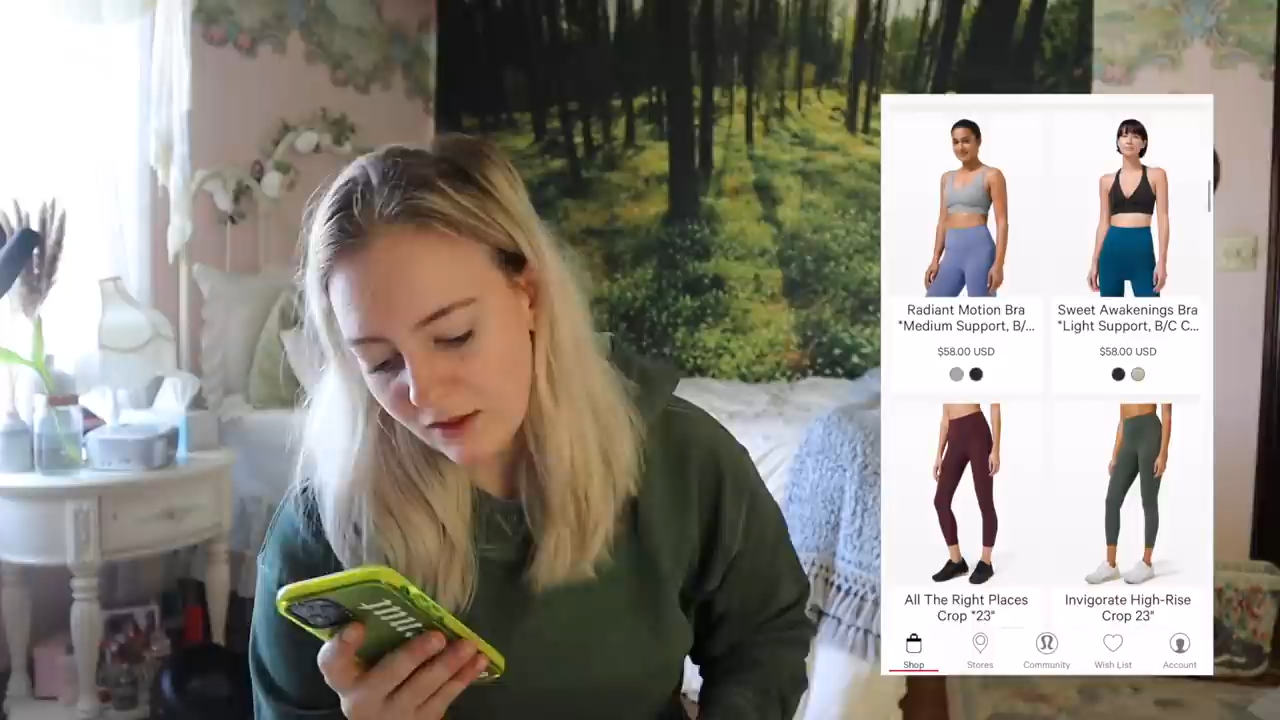 Radiant Motion Bra
*Medium Support, B/...
$58.00 USD
Sweet Awakenings Bra
*Light Support, B/C C...
$58.00 USD
All The Right Places
Crop *23"
Invigorate High-Rise
Crop 23"
Shop
Stores
Community
Wish List
Account